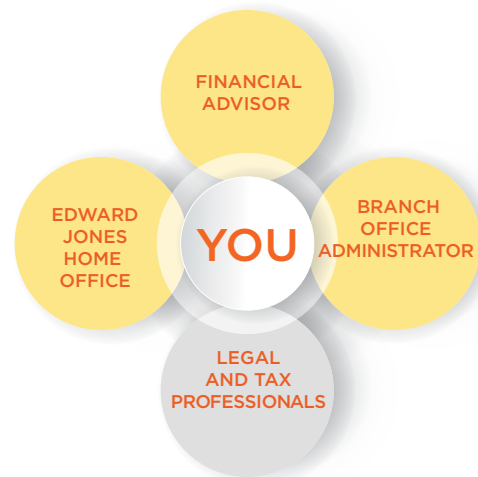 FINANCIAL
ADVISOR
EDWARD
JONES
HOME
OFFICE
YOU
BRANCH
OFFICE
ADMINISTRATOR
LEGAL
AND TAX
PROFESSIONALS